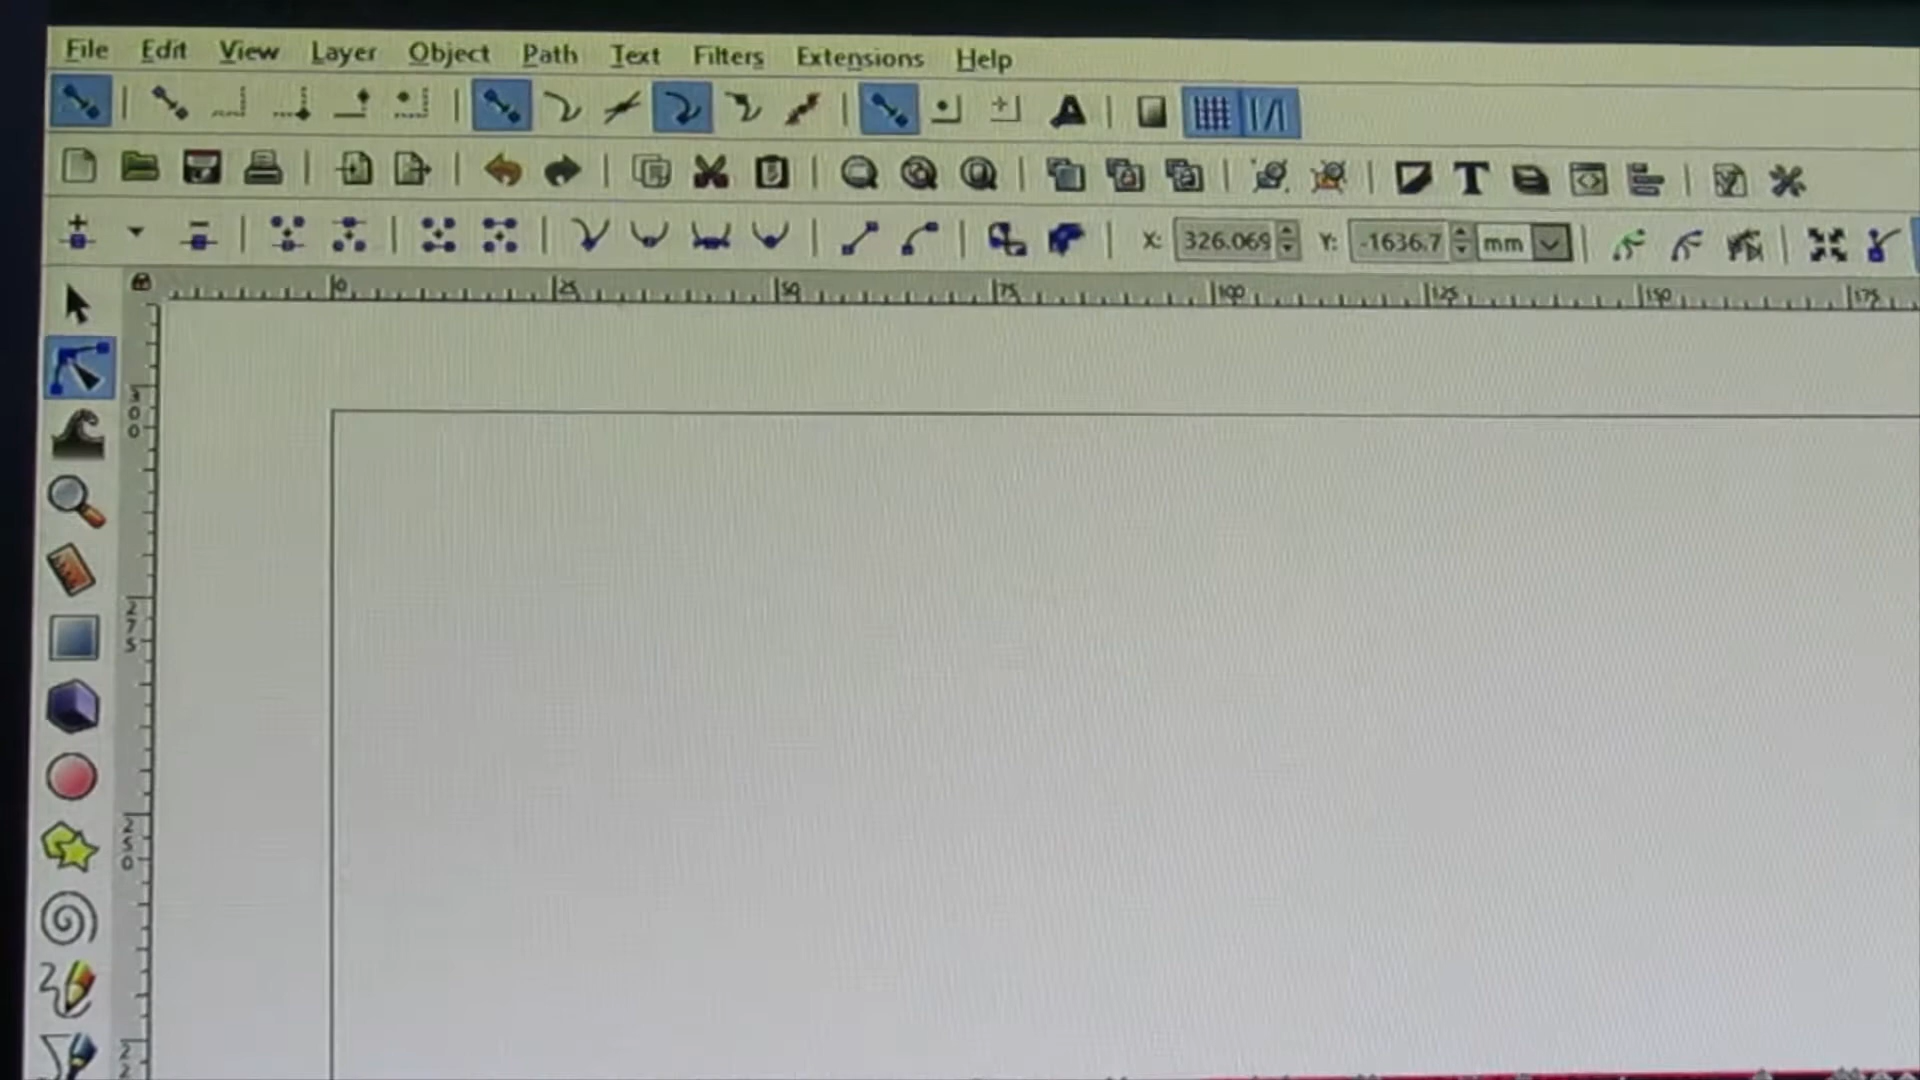 File Edit View Layer Object Path Text Filters Extensions Help
X: 326.069 Y: -1636.7 mm
0 25 50 75 100 125 150 175
300
275
250